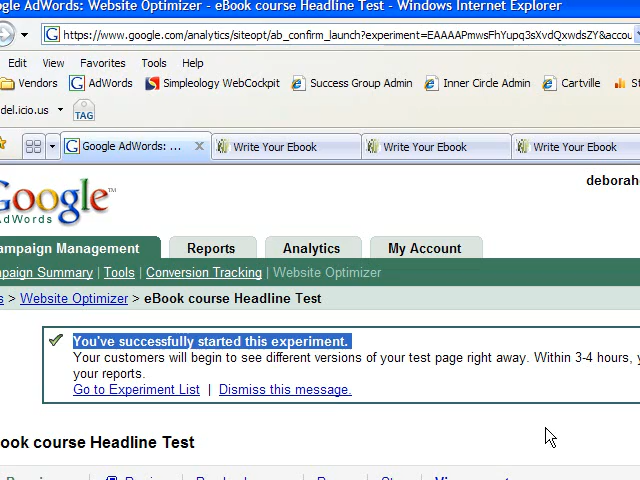 gle AdWords: Website Optimizer - eBook course Headline Test - Windows Internet Explorer
https://www.google.com/analytics/siteopt/ab_confirm_launch?experiment=EAAAAPmwsFhYupq3sXvdQxwdsZY&accou
Edit View Favorites Tools Help
Vendors AdWords Simpleology WebCockpit Success Group Admin Inner Circle Admin Cartville St
del.icio.us TAG
Google AdWords: ... Write Your Ebook Write Your Ebook Write Your Ebook
Google™
AdWords
deborah
ampaign Management Reports Analytics My Account
mpaign Summary | Tools | Conversion Tracking | Website Optimizer
s > Website Optimizer > eBook course Headline Test
You've successfully started this experiment.
Your customers will begin to see different versions of your test page right away. Within 3-4 hours, y
your reports.
Go to Experiment List | Dismiss this message.
ook course Headline Test